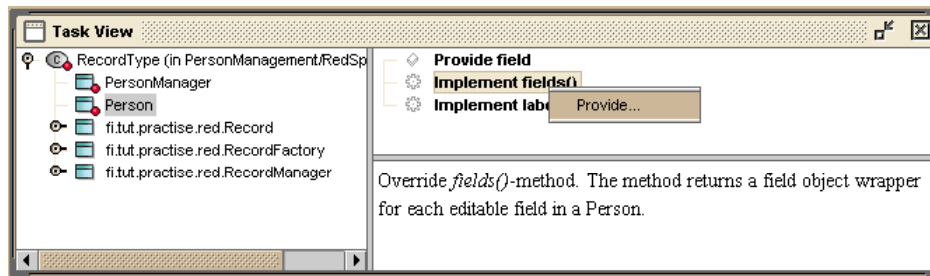 Task View
RecordType (in PersonManagement/RedSp
PersonManager
Person
fi.tut.practise.red.Record
fi.tut.practise.red.RecordFactory
fi.tut.practise.red.RecordManager
Provide field
Implement fields()
Implement labe
Provide...
Override fields()-method. The method returns a field object wrapper
for each editable field in a Person.